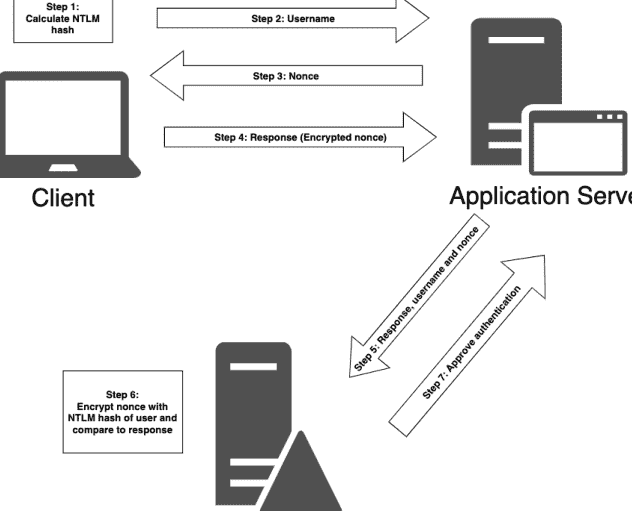 Step 1:
Calculate NTLM
hash
Step 2: Username
Step 3: Nonce
Step 4: Response (Encrypted nonce)
Client
Application Serve
Step 5: Response, username and nonce
Step 7: Approve authentication
Step 6:
Encrypt nonce with
NTLM hash of user and
compare to response